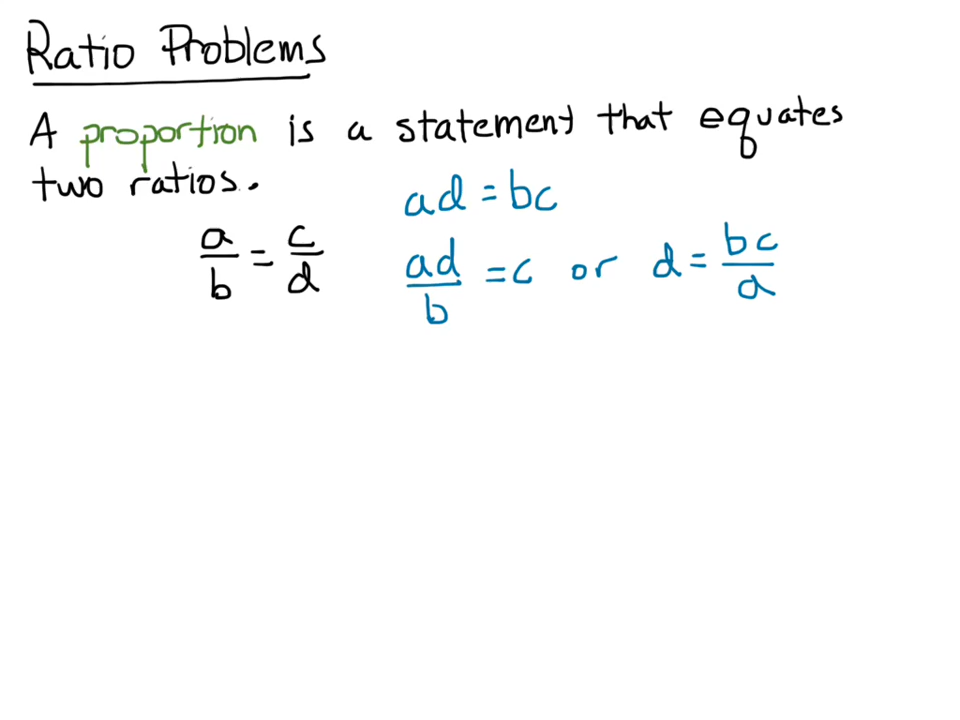 Ratio Problems
A proportion is a statement that equates
two ratios.
ad = bc
a/b = c/d
ad/b = c or d = bc/a